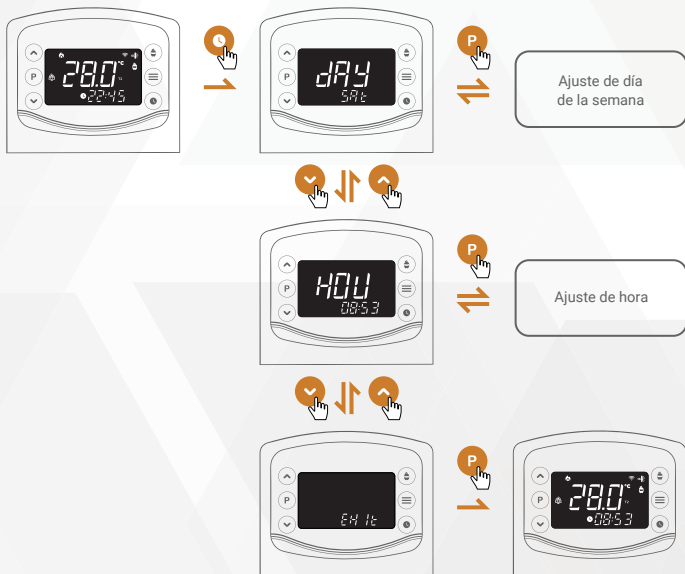 28.0 °C
22:45
P
P
dAY
SAt
P
Ajuste de día
de la semana
P
HOU
08:53
P
Ajuste de hora
P
P
EXIt
P
28.0 °C
08:53
P